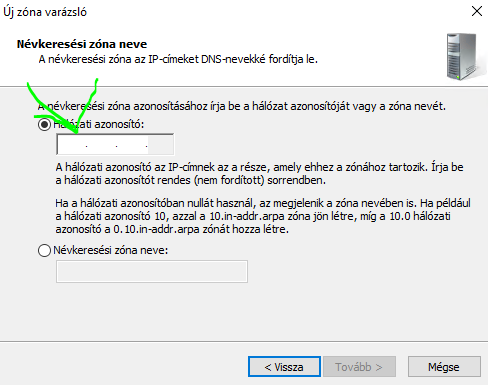 Új zóna varázsló
Névkeresési zóna neve
A névkeresési zóna az IP-címeket DNS-nevekké fordítja le.
A névkeresési zóna azonosításához írja be a hálózat azonosítóját vagy a zóna nevét.
Hálózati azonosító:
. . .
A hálózati azonosító az IP-címnek az a része, amely ehhez a zónához tartozik. Írja be
a hálózati azonosítót rendes (nem fordított) sorrendben.
Ha a hálózati azonosítóban nullát használ, az megjelenik a zóna nevében is. Ha például
a hálózati azonosító 10, azzal a 10.in-addr.arpa zóna jön létre, míg a 10.0 hálózati
azonosító a 0.10.in-addr.arpa zónát hozza létre.
Névkeresési zóna neve:
< Vissza
Tovább >
Mégse